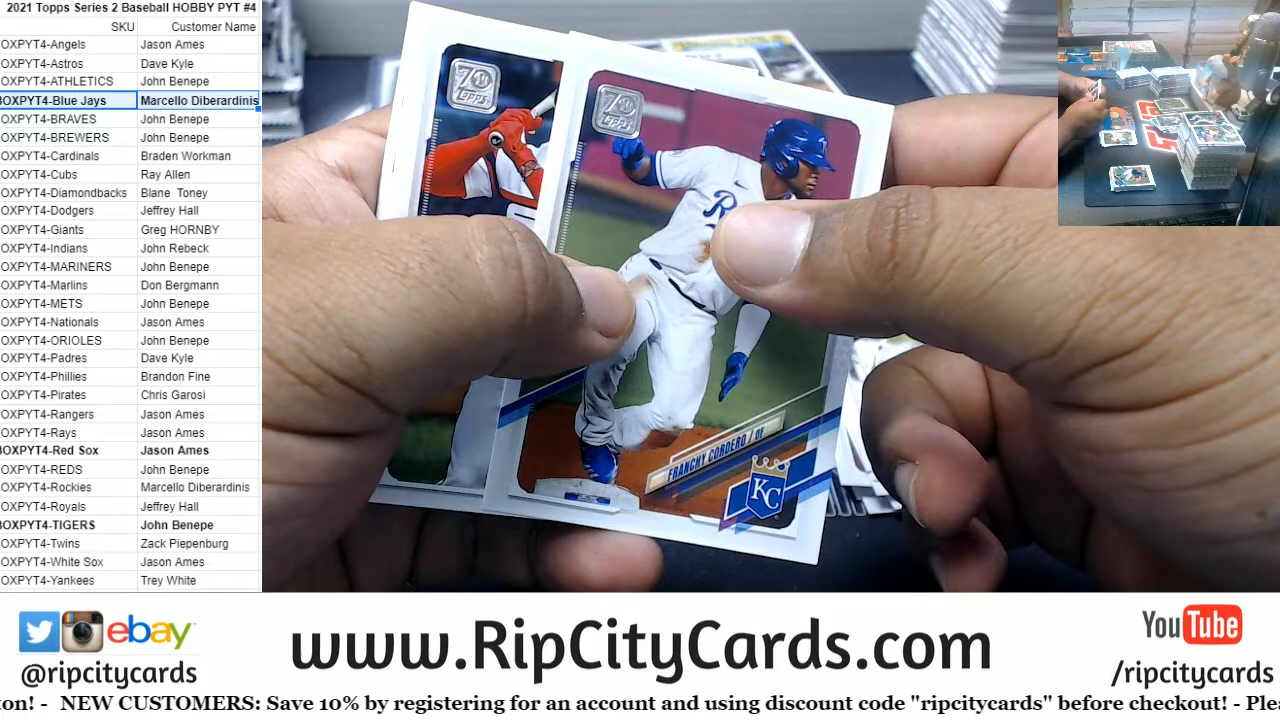 2021 Topps Series 2 Baseball HOBBY PYT #4
SKU Customer Name
OXPYT4-Angels Jason Ames
OXPYT4-Astros Dave Kyle
OXPYT4-ATHLETICS John Benepe
BOXPYT4-Blue Jays Marcello Diberardinis
OXPYT4-BRAVES John Benepe
OXPYT4-BREWERS John Benepe
OXPYT4-Cardinals Braden Workman
OXPYT4-Cubs Ray Allen
OXPYT4-Diamondbacks Blane Toney
OXPYT4-Dodgers Jeffrey Hall
OXPYT4-Giants Greg HORNBY
OXPYT4-Indians John Rebeck
OXPYT4-MARINERS John Benepe
OXPYT4-Marlins Don Bergmann
OXPYT4-METS John Benepe
OXPYT4-Nationals Jason Ames
OXPYT4-ORIOLES John Benepe
OXPYT4-Padres Dave Kyle
OXPYT4-Phillies Brandon Fine
OXPYT4-Pirates Chris Garosi
OXPYT4-Rangers Jason Ames
OXPYT4-Rays Jason Ames
BOXPYT4-Red Sox Jason Ames
OXPYT4-REDS John Benepe
OXPYT4-Rockies Marcello Diberardinis
OXPYT4-Royals Jeffrey Hall
BOXPYT4-TIGERS John Benepe
OXPYT4-Twins Zack Piepenburg
OXPYT4-White Sox Jason Ames
OXPYT4-Yankees Trey White
70
TOPPS
70
TOPPS
R
FRANCHY CORDERO / OF
KC
ebay
@ripcitycards
www.RipCityCards.com
YouTube
/ripcitycards
ton! - NEW CUSTOMERS: Save 10% by registering for an account and using discount code "ripcitycards" before checkout! - Plea